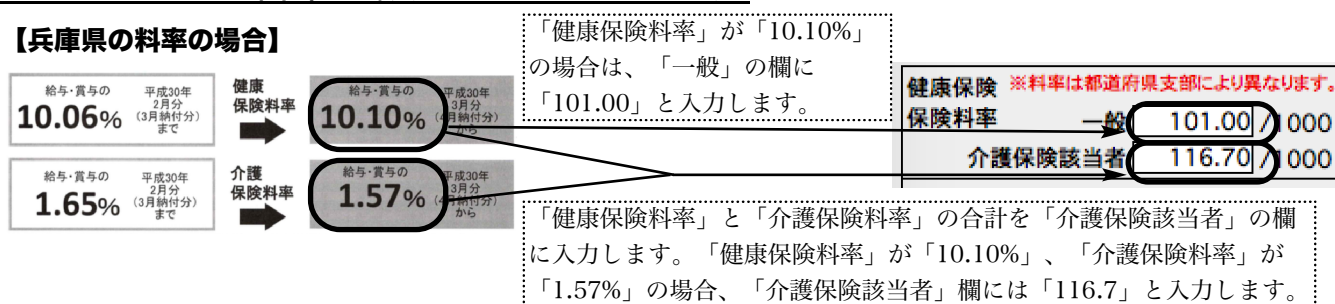 【兵庫県の料率の場合】
給与・賞与の
10.06%
平成30年
2月分
(3月納付分)
まで
健康
保険料率
給与・賞与の
10.10%
平成30年
3月分
(4月納付分)
から
給与・賞与の
1.65%
平成30年
2月分
(3月納付分)
まで
介護
保険料率
給与・賞与の
1.57%
平成30年
3月分
(4月納付分)
から
「健康保険料率」が「10.10%」
の場合は、「一般」の欄に
「101.00」と入力します。
健康保険 ※料率は都道府県支部により異なります。
保険料率 一般 101.00 /1000
介護保険該当者 116.70 /1000
「健康保険料率」と「介護保険料率」の合計を「介護保険該当者」の欄
に入力します。「健康保険料率」が「10.10%」、「介護保険料率」が
「1.57%」の場合、「介護保険該当者」欄には「116.7」と入力します。